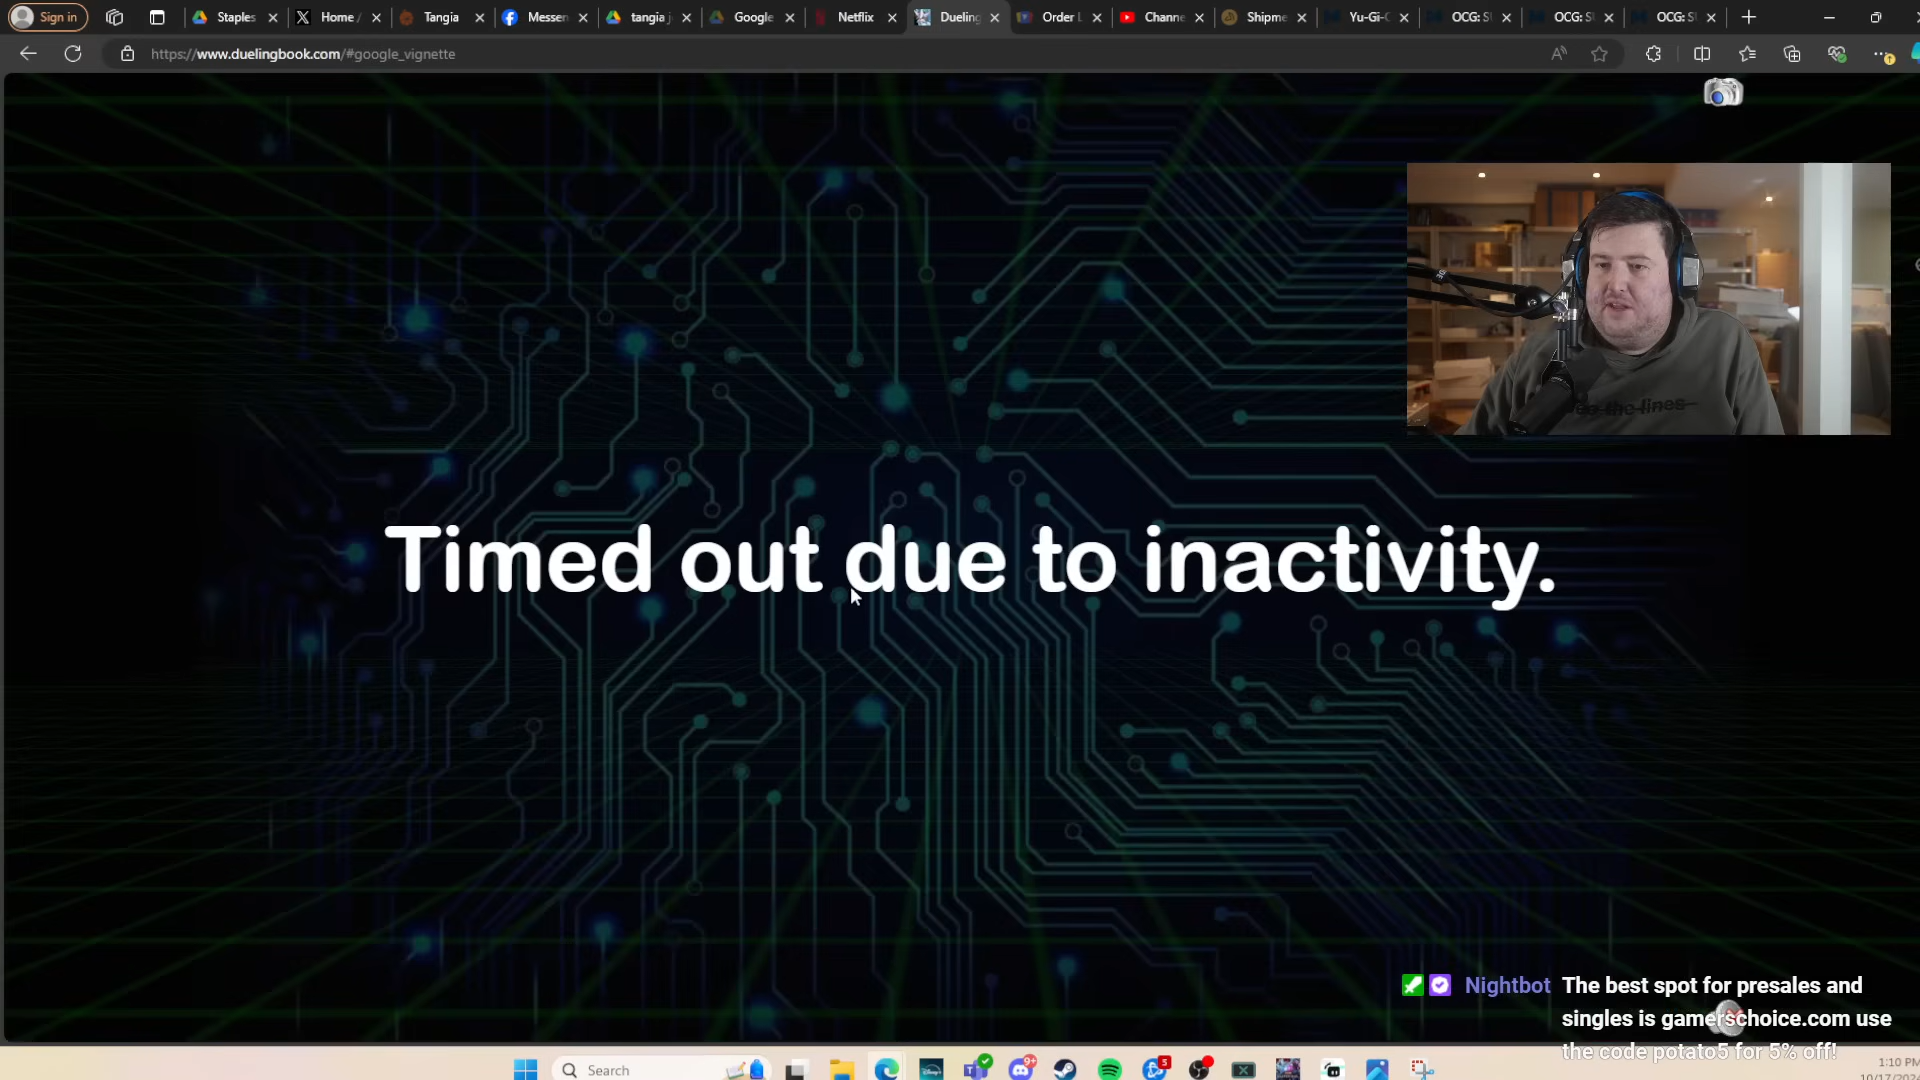 Sign in
Staples
Home /
Tangia
Messen
tangia j
Google
Netflix
Dueling
Order L
Channe
Shipme
Yu-Gi-O
OCG: S
OCG: S
OCG: S
https://www.duelingbook.com/#google_vignette
Timed out due to inactivity.
Nightbot The best spot for presales and
singles is gamerschoice.com use
the code potato5 for 5% off!
Search
1:10 PM